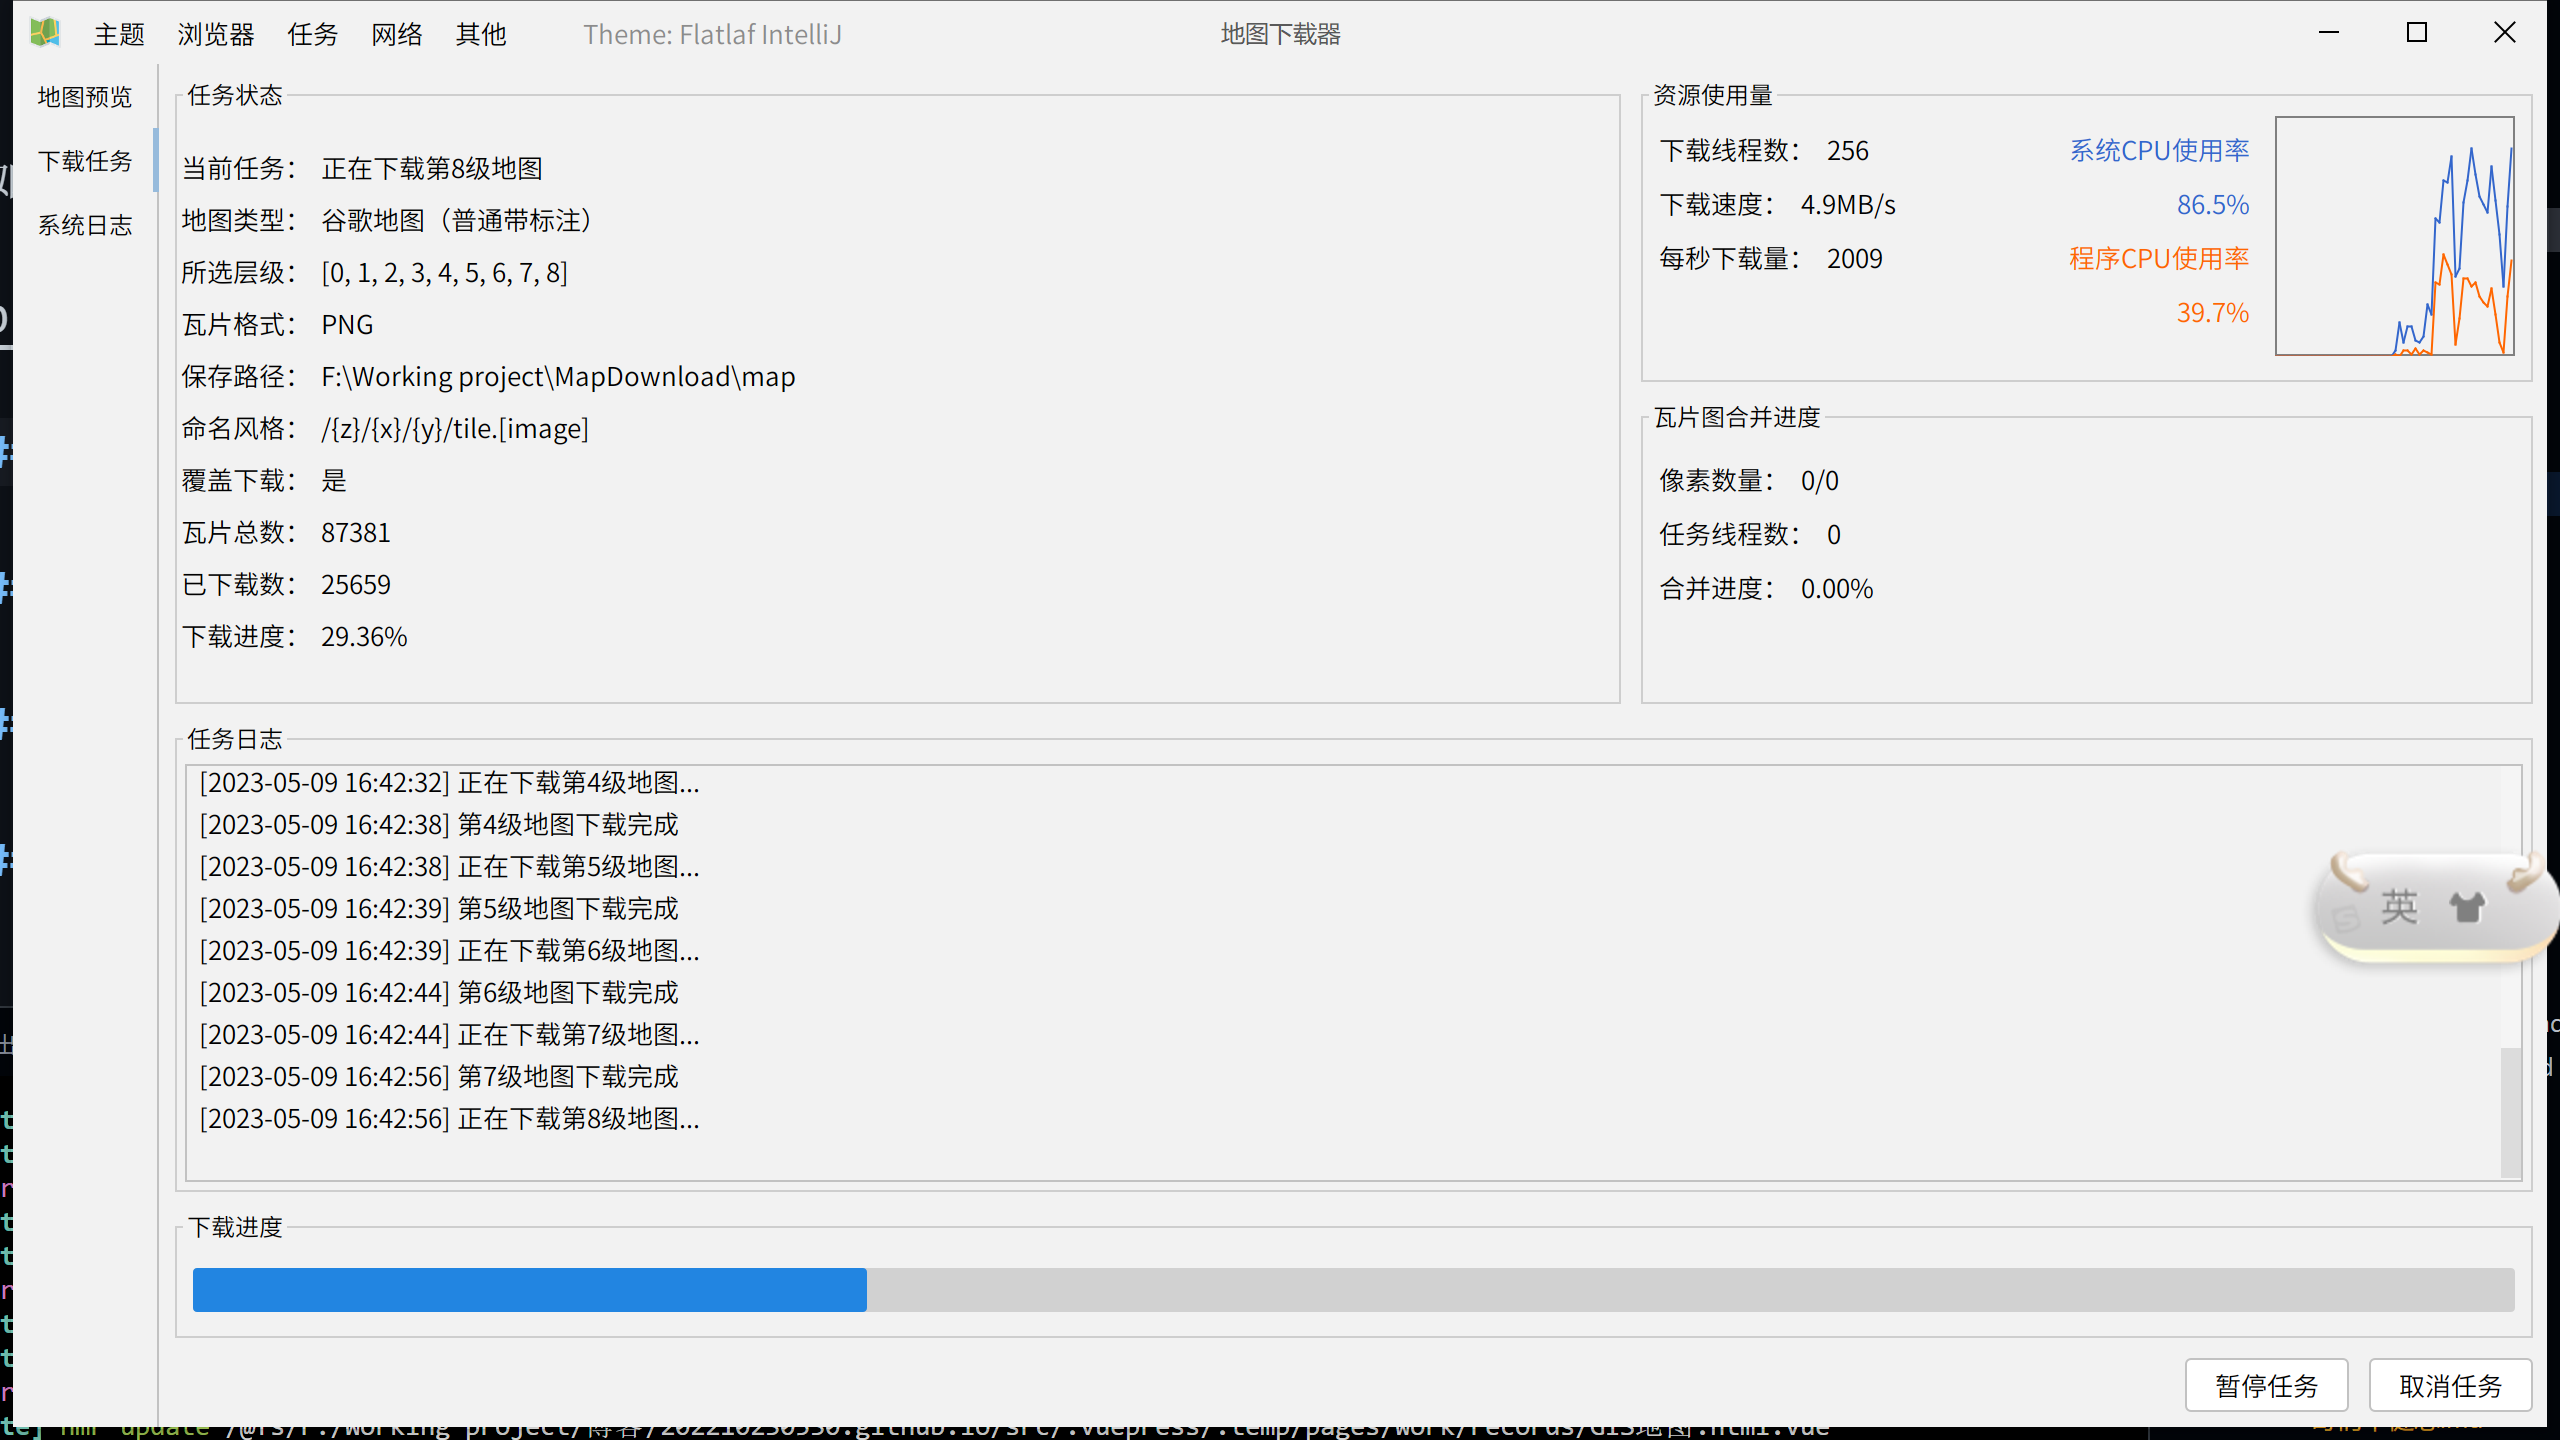 主题 浏览器 任务 网络 其他 Theme: Flatlaf IntelliJ 地图下载器
地图预览
下载任务
系统日志
任务状态
当前任务： 正在下载第8级地图
地图类型： 谷歌地图（普通带标注）
所选层级： [0, 1, 2, 3, 4, 5, 6, 7, 8]
瓦片格式： PNG
保存路径： F:\Working project\MapDownload\map
命名风格： /{z}/{x}/{y}/tile.[image]
覆盖下载： 是
瓦片总数： 87381
已下载数： 25659
下载进度： 29.36%
资源使用量
下载线程数： 256
下载速度： 4.9MB/s
每秒下载量： 2009
系统CPU使用率
86.5%
程序CPU使用率
39.7%
瓦片图合并进度
像素数量： 0/0
任务线程数： 0
合并进度： 0.00%
任务日志
[2023-05-09 16:42:32] 正在下载第4级地图...
[2023-05-09 16:42:38] 第4级地图下载完成
[2023-05-09 16:42:38] 正在下载第5级地图...
[2023-05-09 16:42:39] 第5级地图下载完成
[2023-05-09 16:42:39] 正在下载第6级地图...
[2023-05-09 16:42:44] 第6级地图下载完成
[2023-05-09 16:42:44] 正在下载第7级地图...
[2023-05-09 16:42:56] 第7级地图下载完成
[2023-05-09 16:42:56] 正在下载第8级地图...
英
下载进度
暂停任务 取消任务